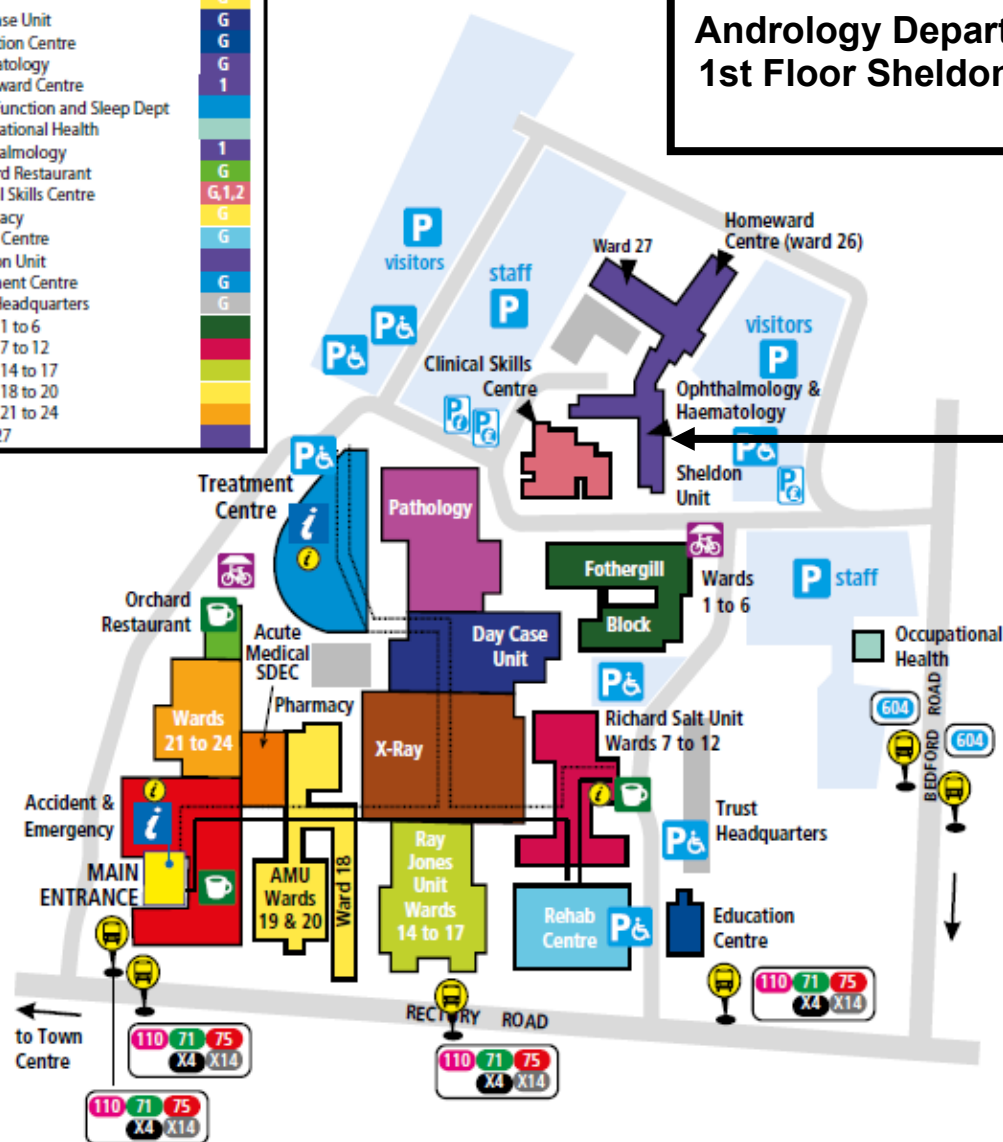 G
ase Unit G
tion Centre G
atology G
ward Centre 1
Function and Sleep Dept
ational Health
almology 1
rd Restaurant G
l Skills Centre G,1,2
acy G
Centre G
on Unit
ment Centre G
Headquarters G
1 to 6
7 to 12
14 to 17
18 to 20
21 to 24
27
Andrology Depart
1st Floor Sheldon
P
visitors
staff
P
Ward 27
Homeward
Centre (ward 26)
visitors
P
P
P
Clinical Skills
Centre
P i
P £
Ophthalmology &
Haematology
P
P £
Sheldon
Unit
P
Treatment
Centre
i
i
Pathology
Fothergill
Block
Wards
1 to 6
P staff
Orchard
Restaurant
Acute
Medical
SDEC
Day Case
Unit
Occupational
Health
Pharmacy
P
Wards
21 to 24
X-Ray
Richard Salt Unit
Wards 7 to 12
604
604
BEDFORD ROAD
Accident &
Emergency
i
i
i
Trust
Headquarters
P
MAIN
ENTRANCE
AMU
Wards
19 & 20
Ward 18
Ray
Jones
Unit
Wards
14 to 17
Rehab
Centre
P
Education
Centre
110 71 75
X4 X14
RECTORY ROAD
to Town
Centre
110 71 75
X4 X14
110 71 75
X4 X14
110 71 75
X4 X14